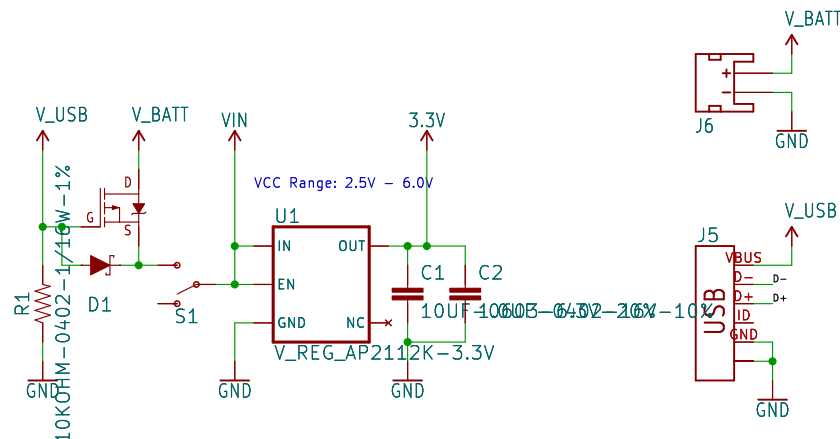 V_BATT
J6
+
−
GND
V_USB
V_BATT
VIN
3.3V
VCC Range: 2.5V - 6.0V
D
G
S
10KOHM-0402-1/16W-1%
R1
GND
D1
S1
GND
U1
IN
EN
GND
OUT
NC
V_REG_AP2112K-3.3V
C1
C2
GND
V_USB
J5
USB
VBUS
D-
D+
ID
GND
D-
D+
GND